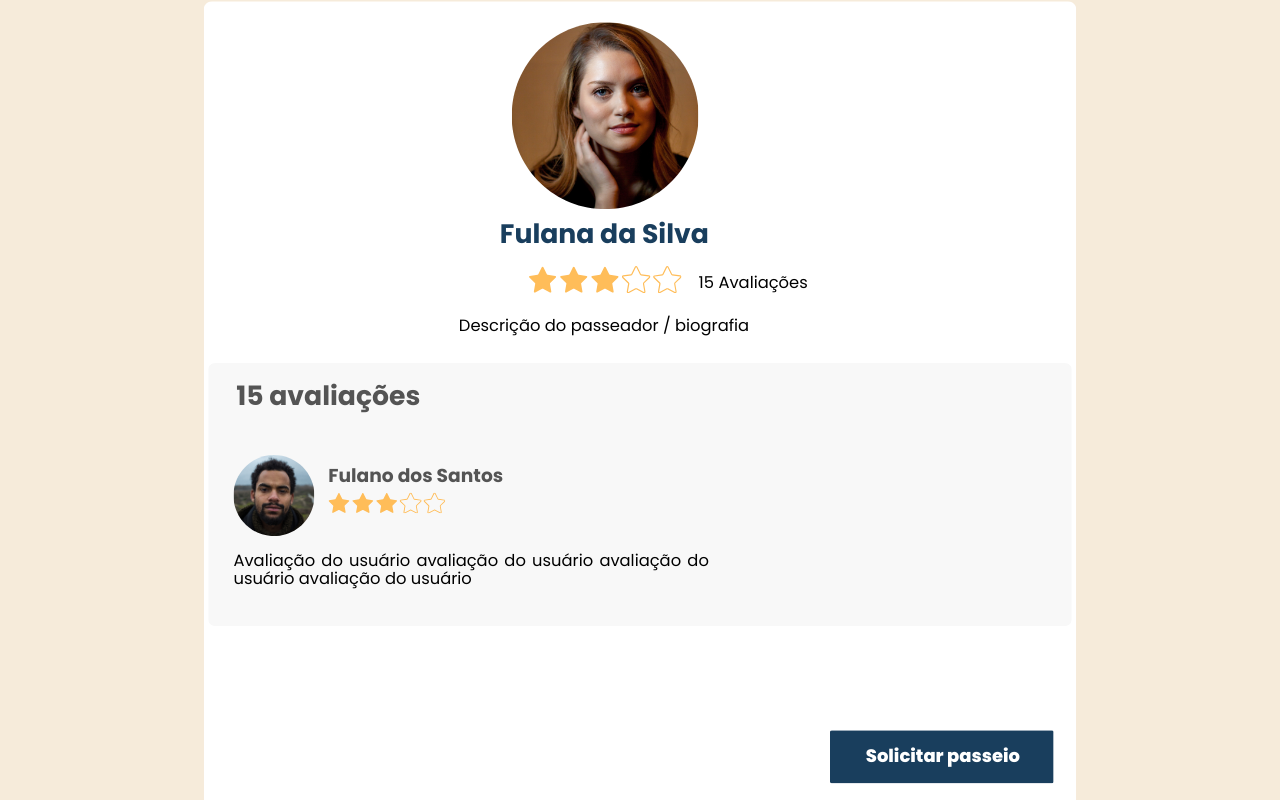 Fulana da Silva
15 Avaliações
Descrição do passeador / biografia
15 avaliações
Fulano dos Santos
Avaliação do usuário avaliação do usuário avaliação do
usuário avaliação do usuário
Solicitar passeio